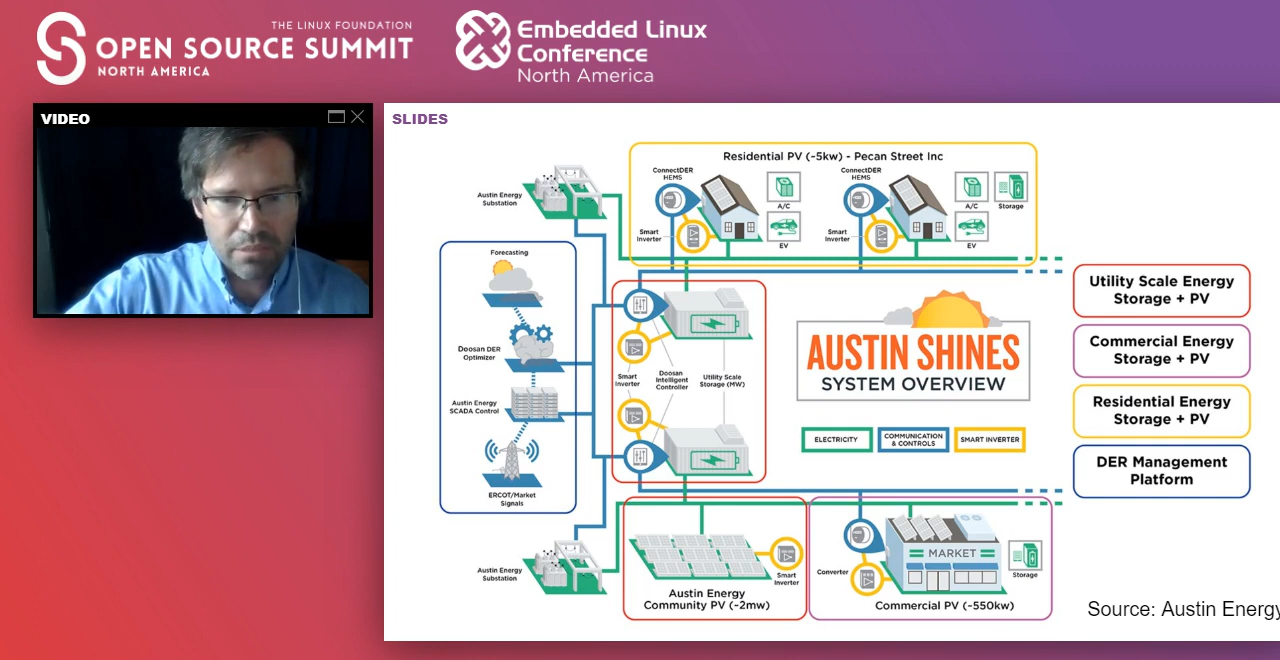 THE LINUX FOUNDATION
OPEN SOURCE SUMMIT
NORTH AMERICA
Embedded Linux
Conference
North America
VIDEO
SLIDES
Residential PV (~5kw) - Pecan Street Inc
ConnectDER
HEMS
A/C
Smart
Inverter
EV
ConnectDER
HEMS
A/C
Storage
Smart
Inverter
EV
Austin Energy
Substation
Forecasting
Doosan DER
Optimizer
Austin Energy
SCADA Control
ERCOT/Market
Signals
Smart
Inverter
Doosan
Intelligent
Controller
Utility Scale
Storage (MW)
AUSTIN SHINES
SYSTEM OVERVIEW
ELECTRICITY
COMMUNICATION
& CONTROLS
SMART INVERTER
Utility Scale Energy
Storage + PV
Commercial Energy
Storage + PV
Residential Energy
Storage + PV
DER Management
Platform
Austin Energy
Substation
Smart
Inverter
Austin Energy
Community PV (~2mw)
Converter
MARKET
Storage
Commercial PV (~550kw)
Source: Austin Energy